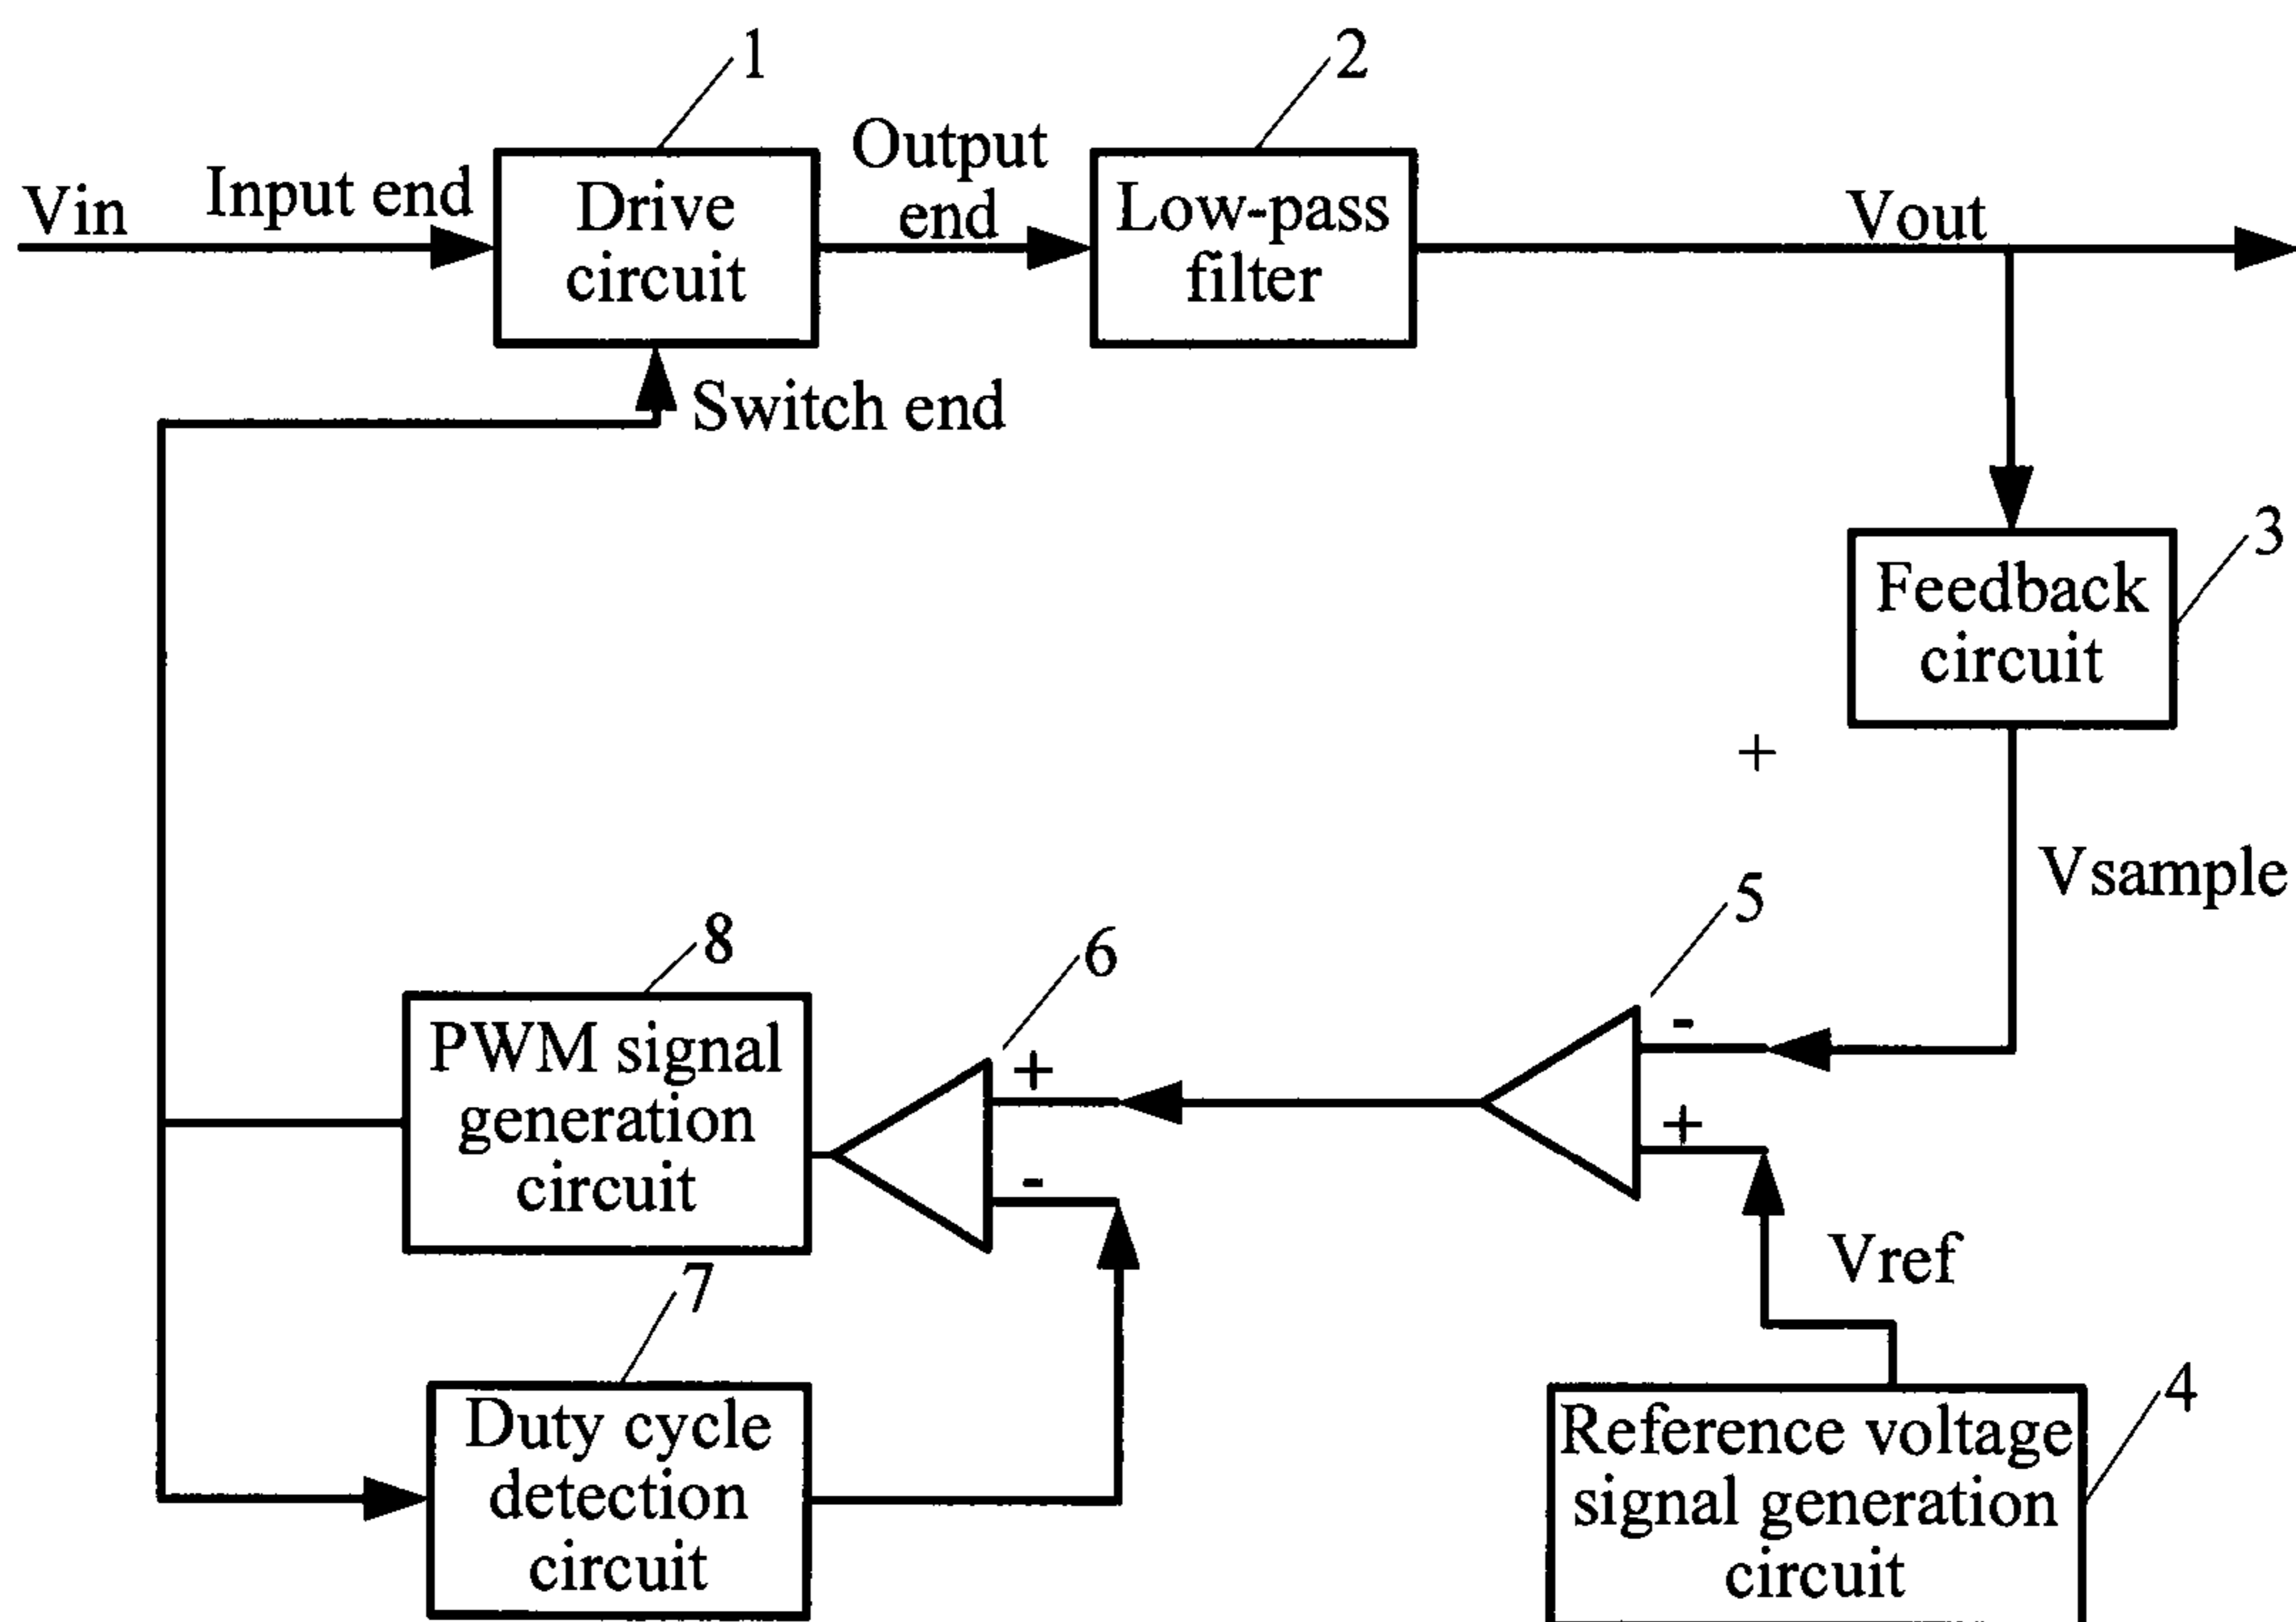 1
2
Vin
Input end
Drive
circuit
Output
end
Low-pass
filter
Vout
Switch end
3
Feedback
circuit
+
Vsample
5
-
+
6
+
-
8
PWM signal
generation
circuit
7
Duty cycle
detection
circuit
Vref
4
Reference voltage
signal generation
circuit